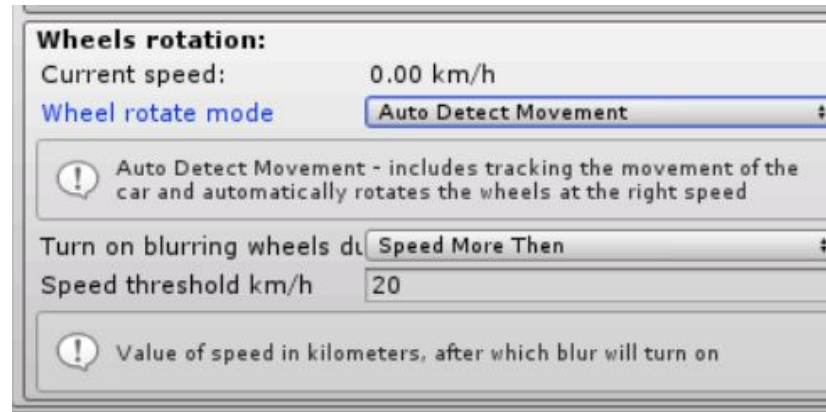 Wheels rotation:
Current speed: 0.00 km/h
Wheel rotate mode Auto Detect Movement
Auto Detect Movement - includes tracking the movement of the
car and automatically rotates the wheels at the right speed
Turn on blurring wheels du Speed More Then
Speed threshold km/h 20
Value of speed in kilometers, after which blur will turn on